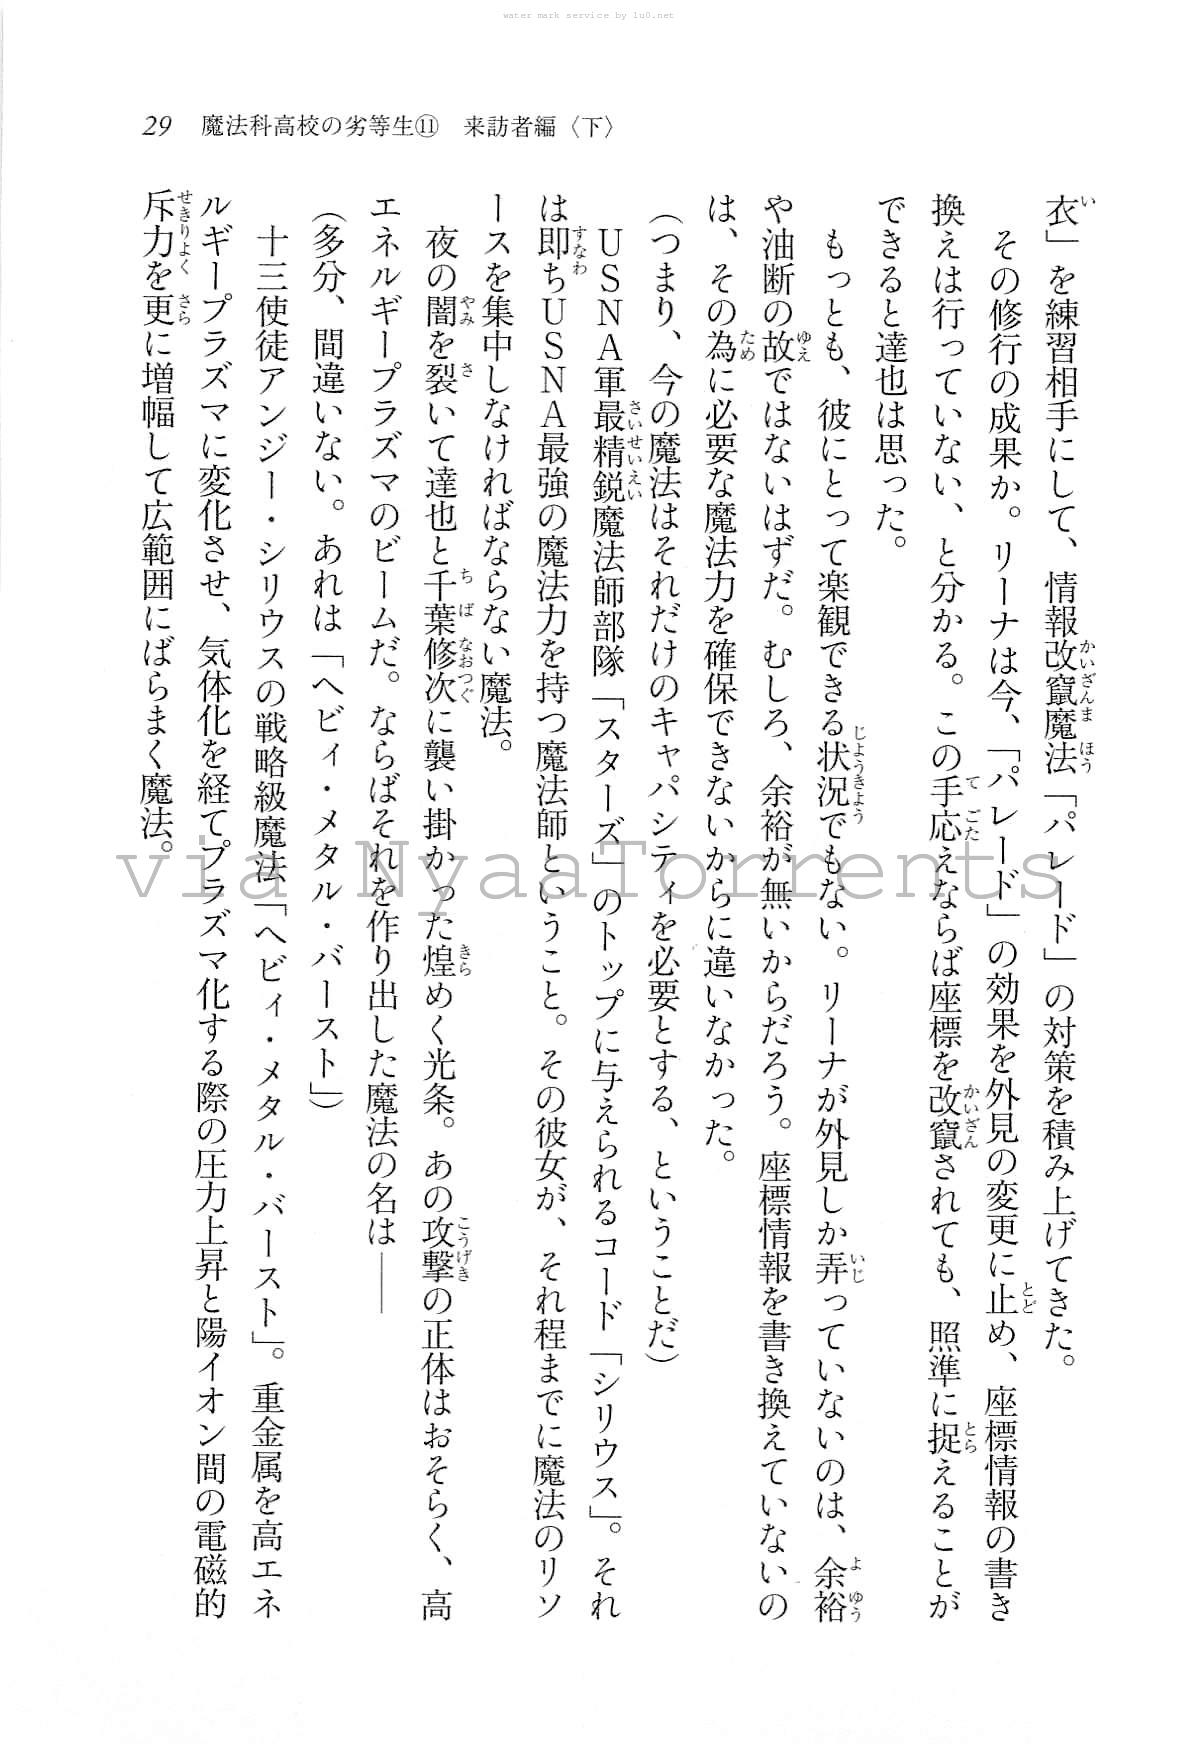 water mark service by lu0.net
29 魔法科高校の劣等生⑪ 来訪者編〈下〉
衣」を練習相手にして、情報改竄魔法「パレード」の対策を積み上げてきた。
その修行の成果か。リーナは今、「パレード」の効果を外見の変更に止め、座標情報の書き
換えは行っていない、と分かる。この手応えならば座標を改竄されても、照準に捉えることが
できると達也は思った。
もっとも、彼にとって楽観できる状況でもない。リーナが外見しか弄っていないのは、余裕
や油断の故ではないはずだ。むしろ、余裕が無いからだろう。座標情報を書き換えていないの
は、その為に必要な魔法力を確保できないからに違いなかった。
（つまり、今の魔法はそれだけのキャパシティを必要とする、ということだ）
ＵＳＮＡ軍最精鋭魔法師部隊「スターズ」のトップに与えられるコード「シリウス」。それ
は即ちＵＳＮＡ最強の魔法力を持つ魔法師ということ。その彼女が、それ程までに魔法のリソ
ースを集中しなければならない魔法。
夜の闇を裂いて達也と千葉修次に襲い掛かった煌めく光条。あの攻撃の正体はおそらく、高
エネルギープラズマのビームだ。ならばそれを作り出した魔法の名は――
（多分、間違いない。あれは「ヘビィ・メタル・バースト」）
十三使徒アンジー・シリウスの戦略級魔法「ヘビィ・メタル・バースト」。重金属を高エネ
ルギープラズマに変化させ、気体化を経てプラズマ化する際の圧力上昇と陽イオン間の電磁的
斥力を更に増幅して広範囲にばらまく魔法。
via NyaaTorrents